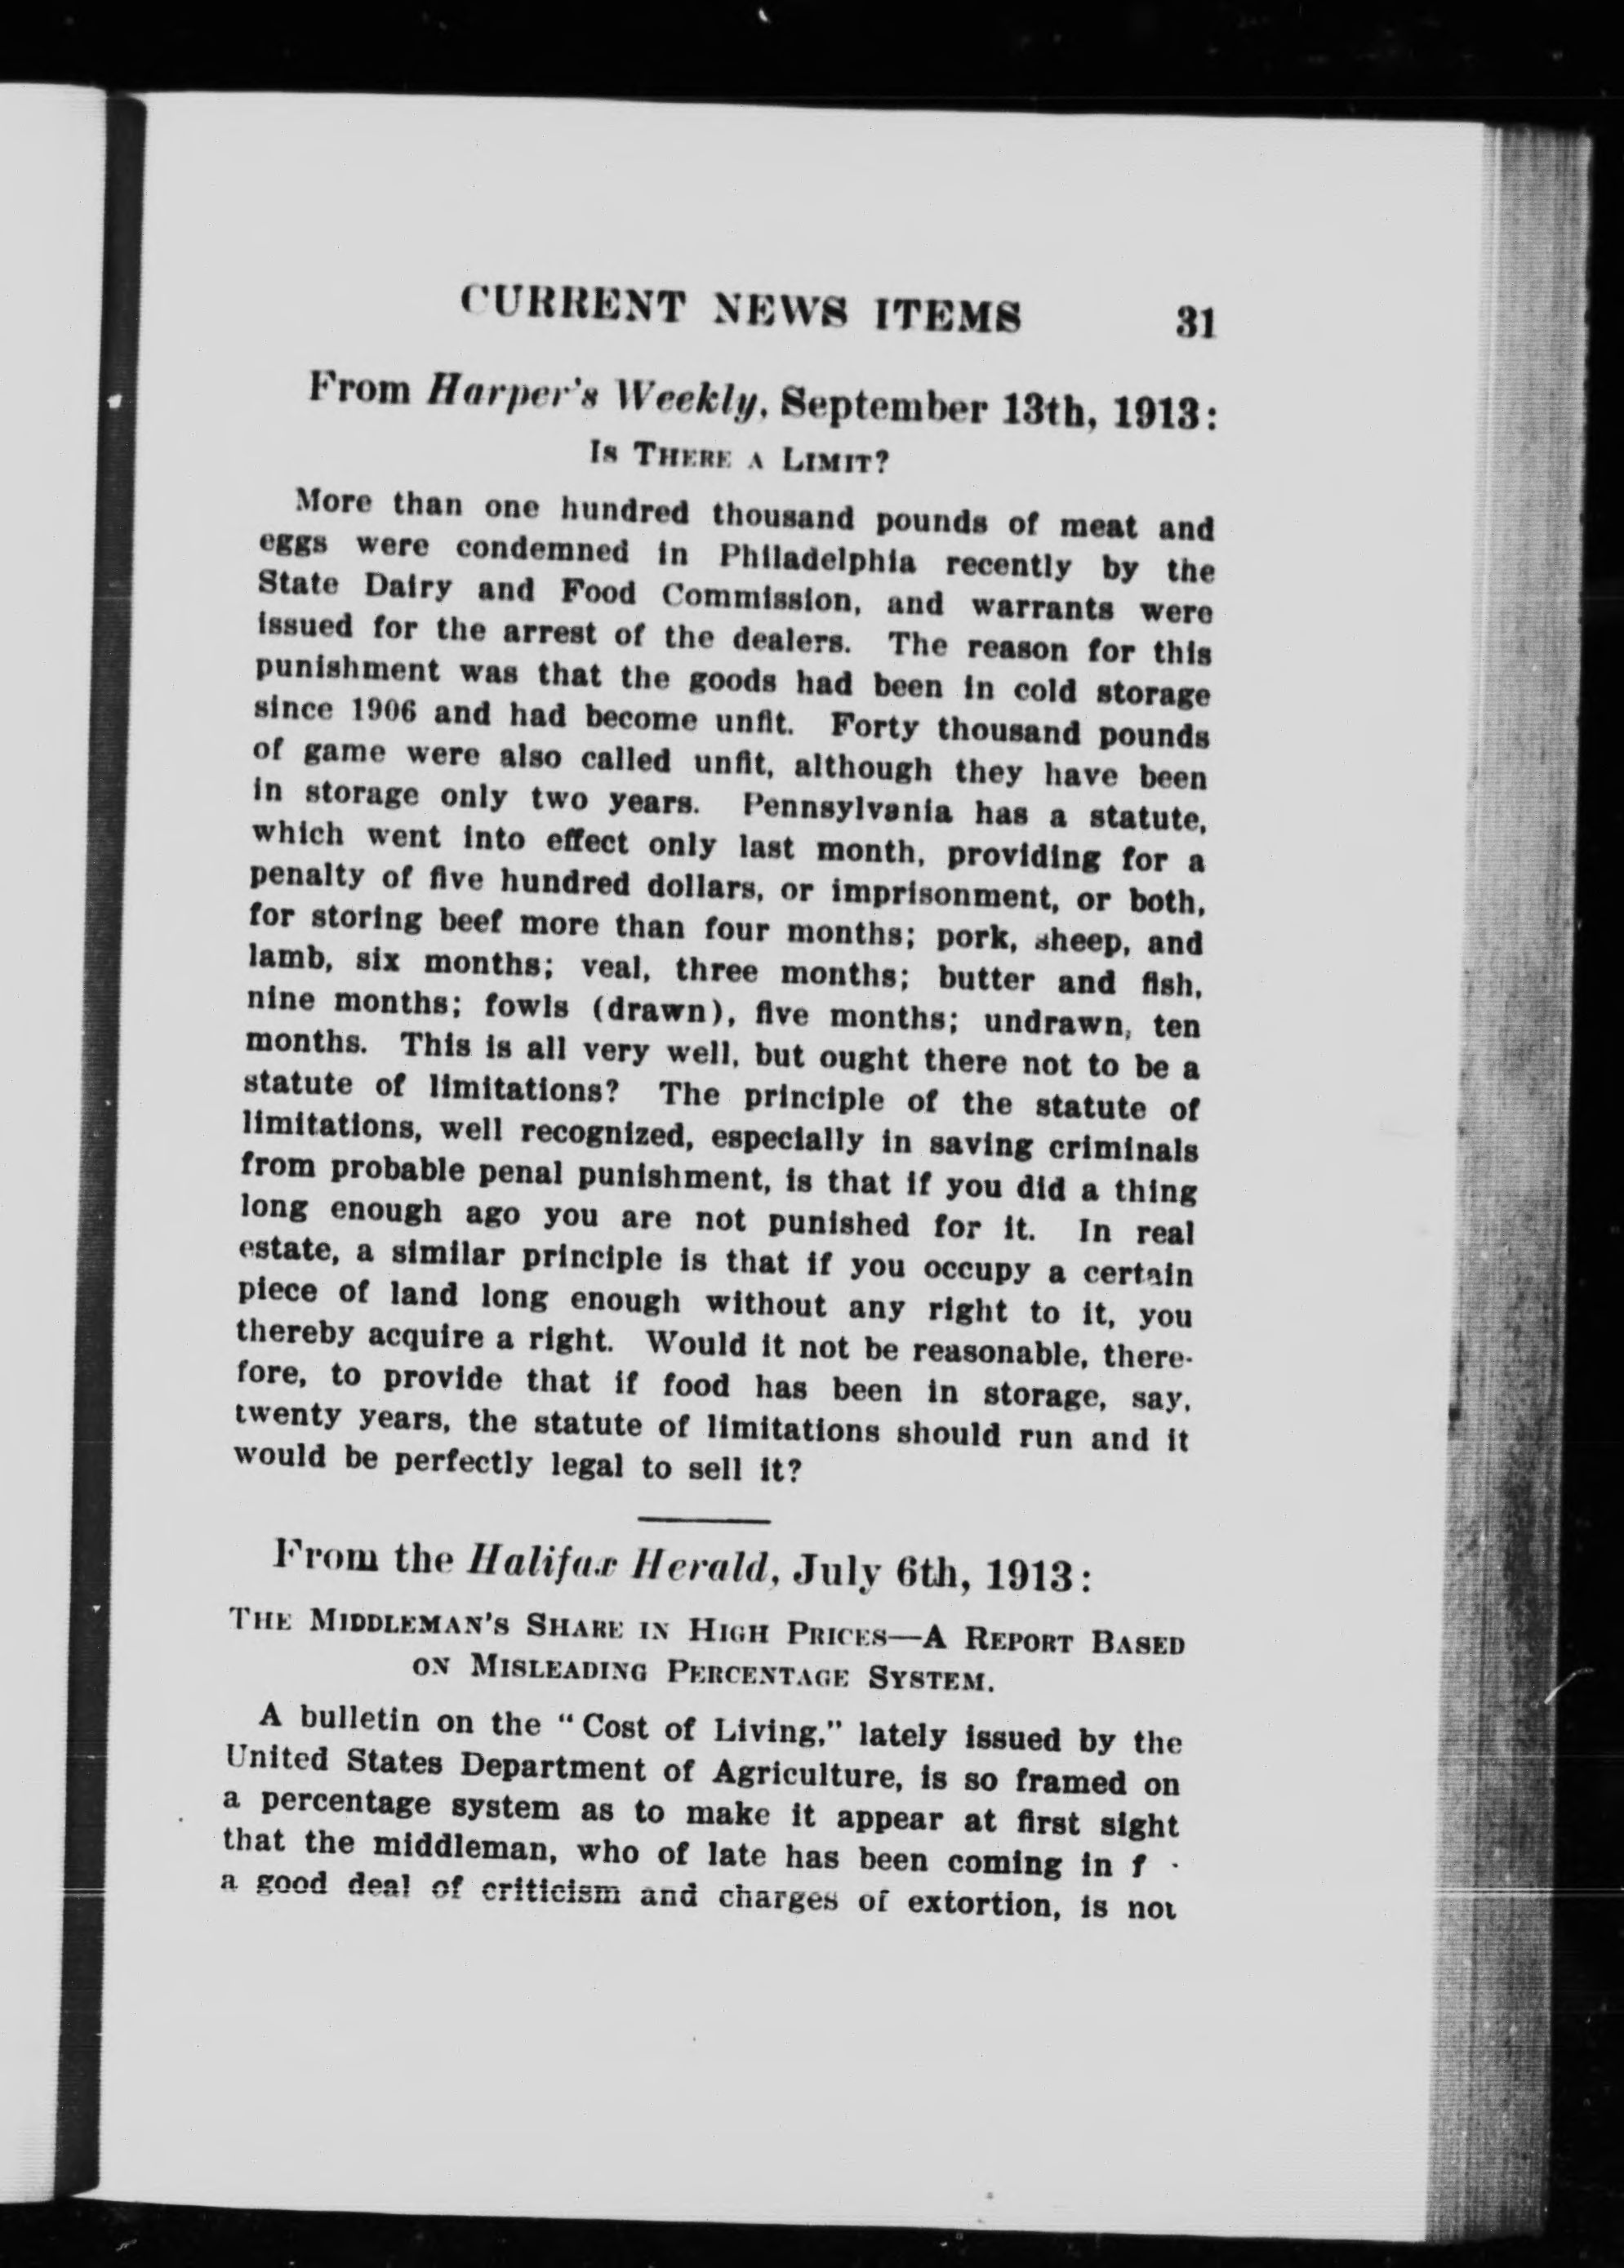 CURRENT NEWS ITEMS 31
From Harper's Weekly, September 13th, 1913:
Is There a Limit?
More than one hundred thousand pounds of meat and
eggs were condemned in Philadelphia recently by the
State Dairy and Food Commission, and warrants were
issued for the arrest of the dealers. The reason for this
punishment was that the goods had been in cold storage
since 1906 and had become unfit. Forty thousand pounds
of game were also called unfit, although they have been
in storage only two years. Pennsylvania has a statute,
which went into effect only last month, providing for a
penalty of five hundred dollars, or imprisonment, or both,
for storing beef more than four months; pork, sheep, and
lamb, six months; veal, three months; butter and fish,
nine months; fowls (drawn), five months; undrawn, ten
months. This is all very well, but ought there not to be a
statute of limitations? The principle of the statute of
limitations, well recognized, especially in saving criminals
from probable penal punishment, is that if you did a thing
long enough ago you are not punished for it. In real
estate, a similar principle is that if you occupy a certain
piece of land long enough without any right to it, you
thereby acquire a right. Would it not be reasonable, there-
fore, to provide that if food has been in storage, say,
twenty years, the statute of limitations should run and it
would be perfectly legal to sell it?
From the Halifax Herald, July 6th, 1913:
The Middleman's Share in High Prices—A Report Based
on Misleading Percentage System.
A bulletin on the "Cost of Living," lately issued by the
United States Department of Agriculture, is so framed on
a percentage system as to make it appear at first sight
that the middleman, who of late has been coming in f
a good deal of criticism and charges of extortion, is not